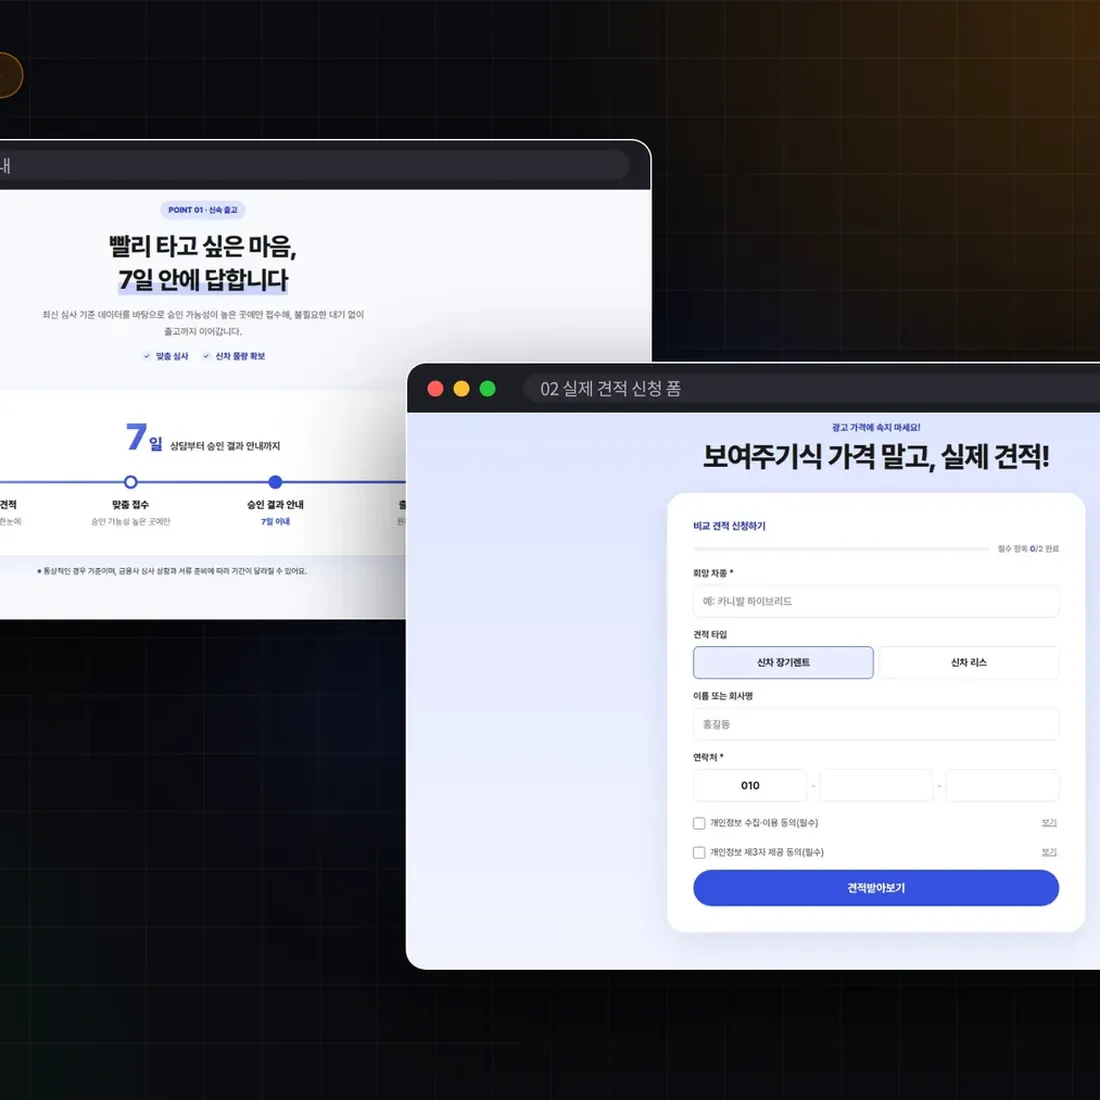 내
POINT 01 · 신속 출고
빨리 타고 싶은 마음,
7일 안에 답합니다
최신 심사 기준 데이터를 바탕으로 승인 가능성이 높은 곳에만 접수해, 불필요한 대기 없이
출고까지 이어갑니다.
맞춤 심사
신차 물량 확보
7일 상담부터 승인 결과 안내까지
견적
한눈에
맞춤 접수
승인 가능성 높은 곳에만
승인 결과 안내
7일 이내
출
※ 통상적인 경우 기준이며, 금융사 심사 상황과 서류 준비에 따라 기간이 달라질 수 있어요.
02 실제 견적 신청 폼
광고 가격에 속지 마세요!
보여주기식 가격 말고, 실제 견적!
비교 견적 신청하기
필수 항목 0/2 완료
희망 차종 *
예: 카니발 하이브리드
견적 타입
신차 장기렌트
신차 리스
이름 또는 회사명
홍길동
연락처 *
010 - -
개인정보 수집·이용 동의(필수) 보기
개인정보 제3자 제공 동의(필수) 보기
견적받아보기